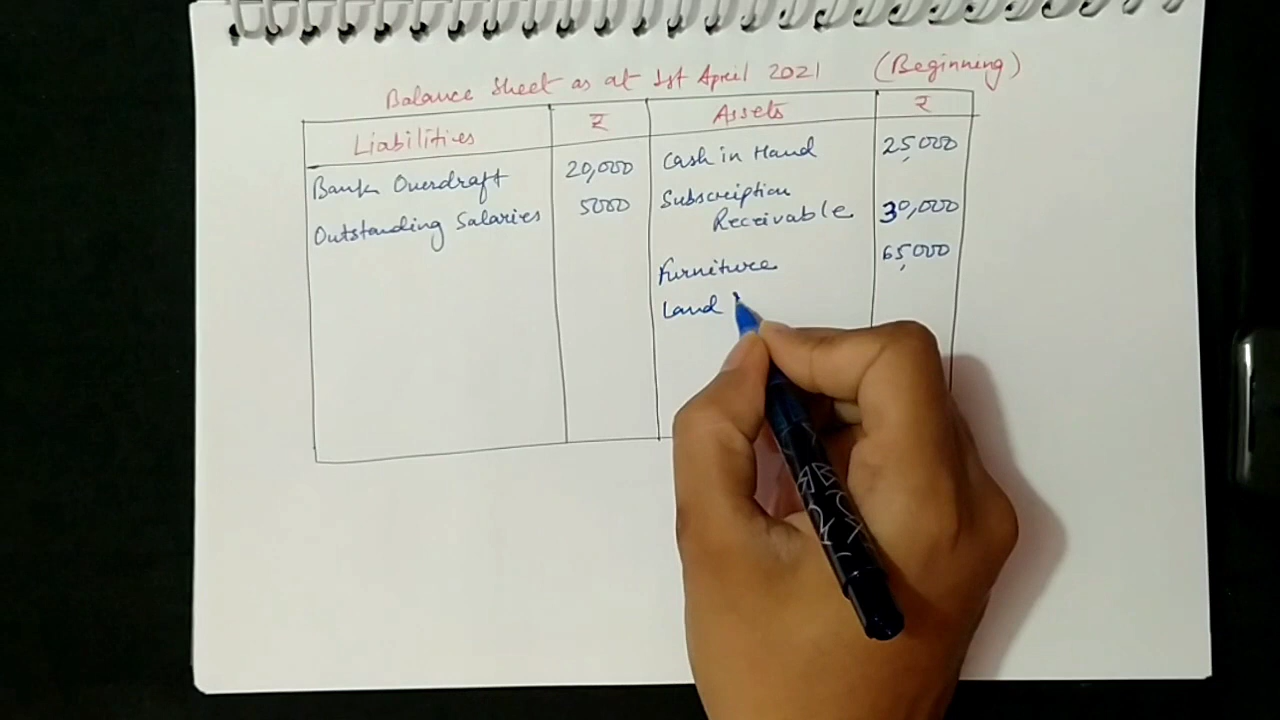 Balance Sheet as at 1st April 2021 (Beginning)
Liabilities ₹ Assets ₹
Bank Overdraft 20,000 Cash in Hand 25,000
Outstanding Salaries 5000 Subscription
Receivable 30,000
Furniture 65,000
Land